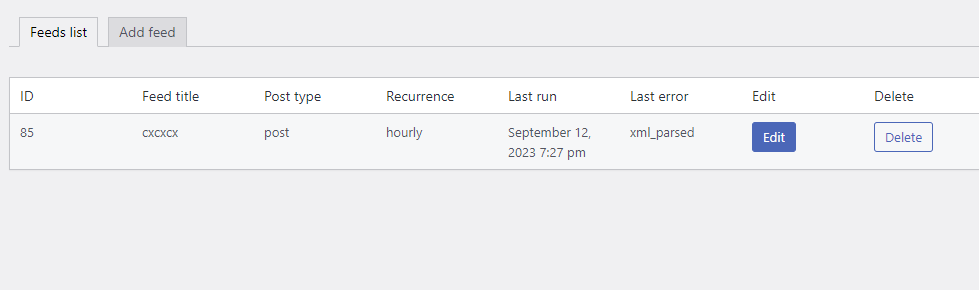 Feeds list Add feed
ID Feed title Post type Recurrence Last run Last error Edit Delete
85 cxcxcx post hourly September 12, xml_parsed Edit Delete
2023 7:27 pm